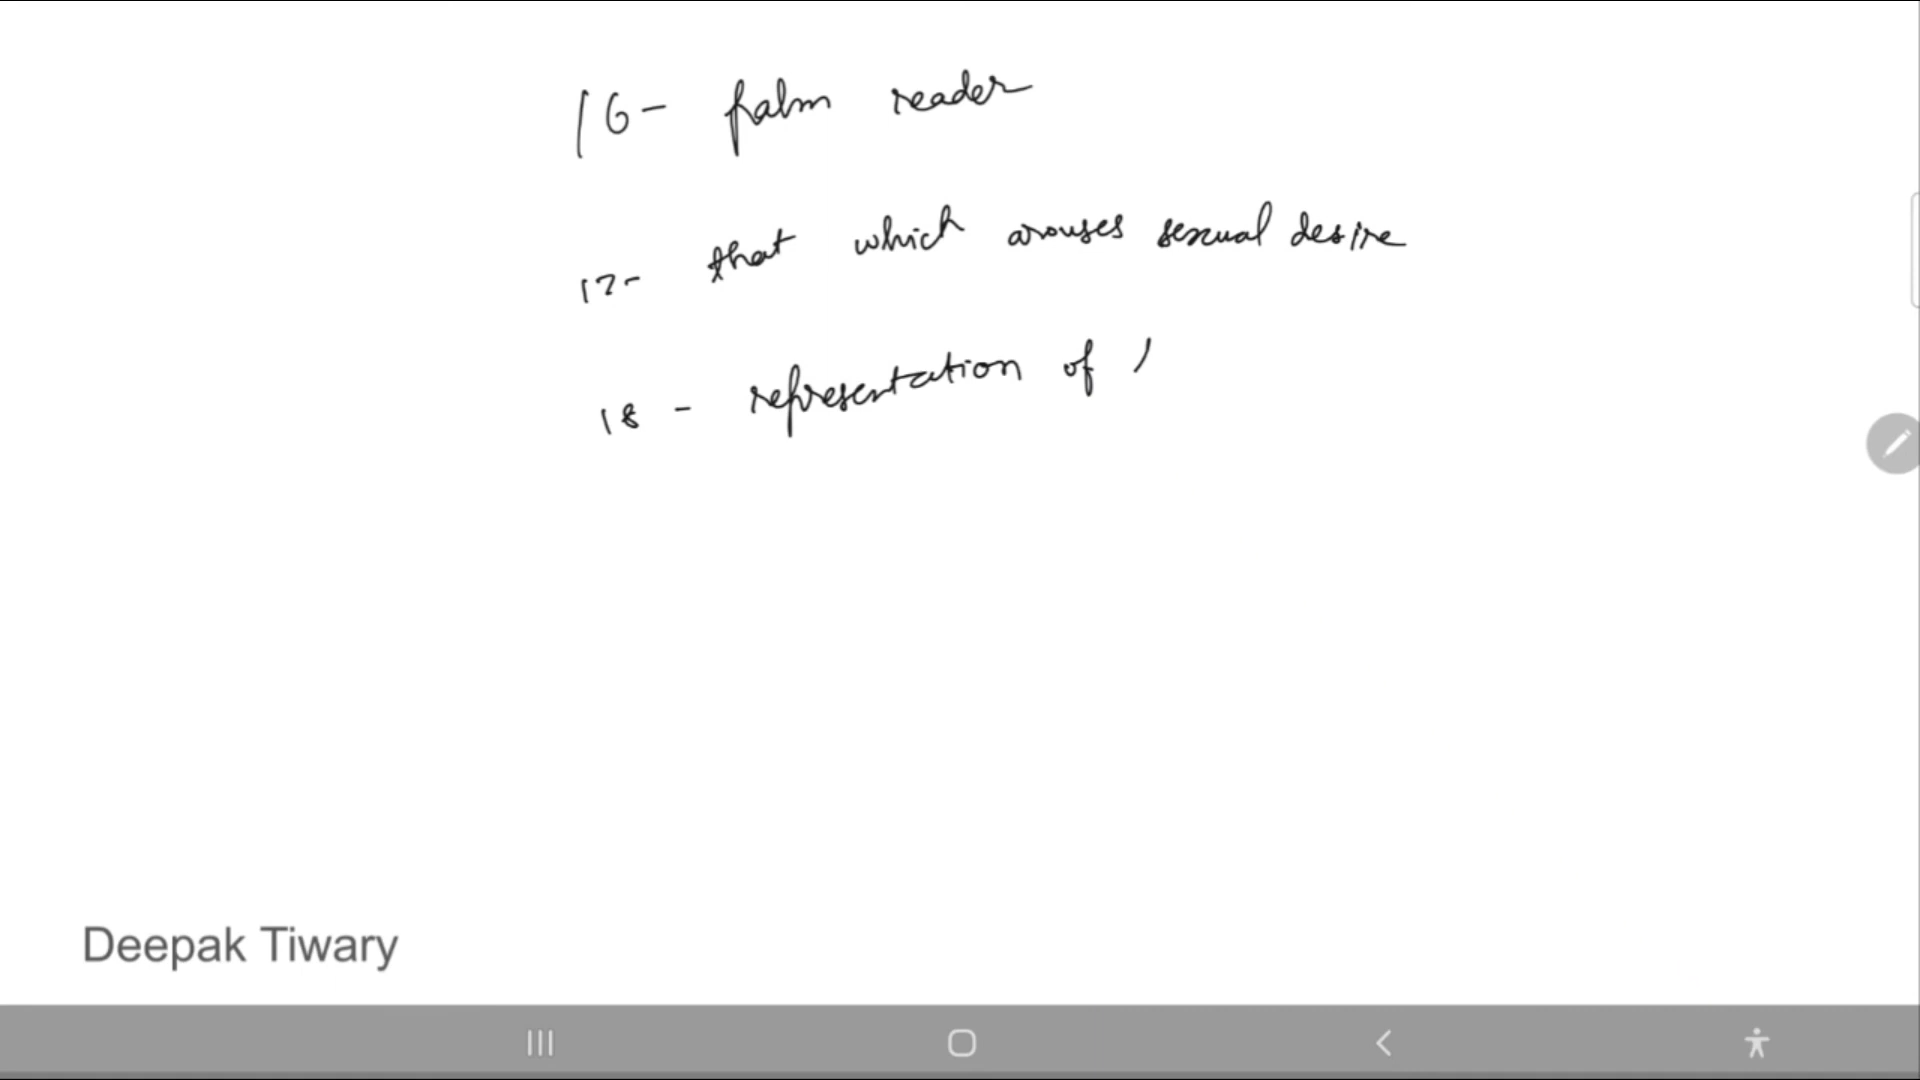 16- palm reader
17- that which arouses sexual desire
18 - representation of
Deepak Tiwary